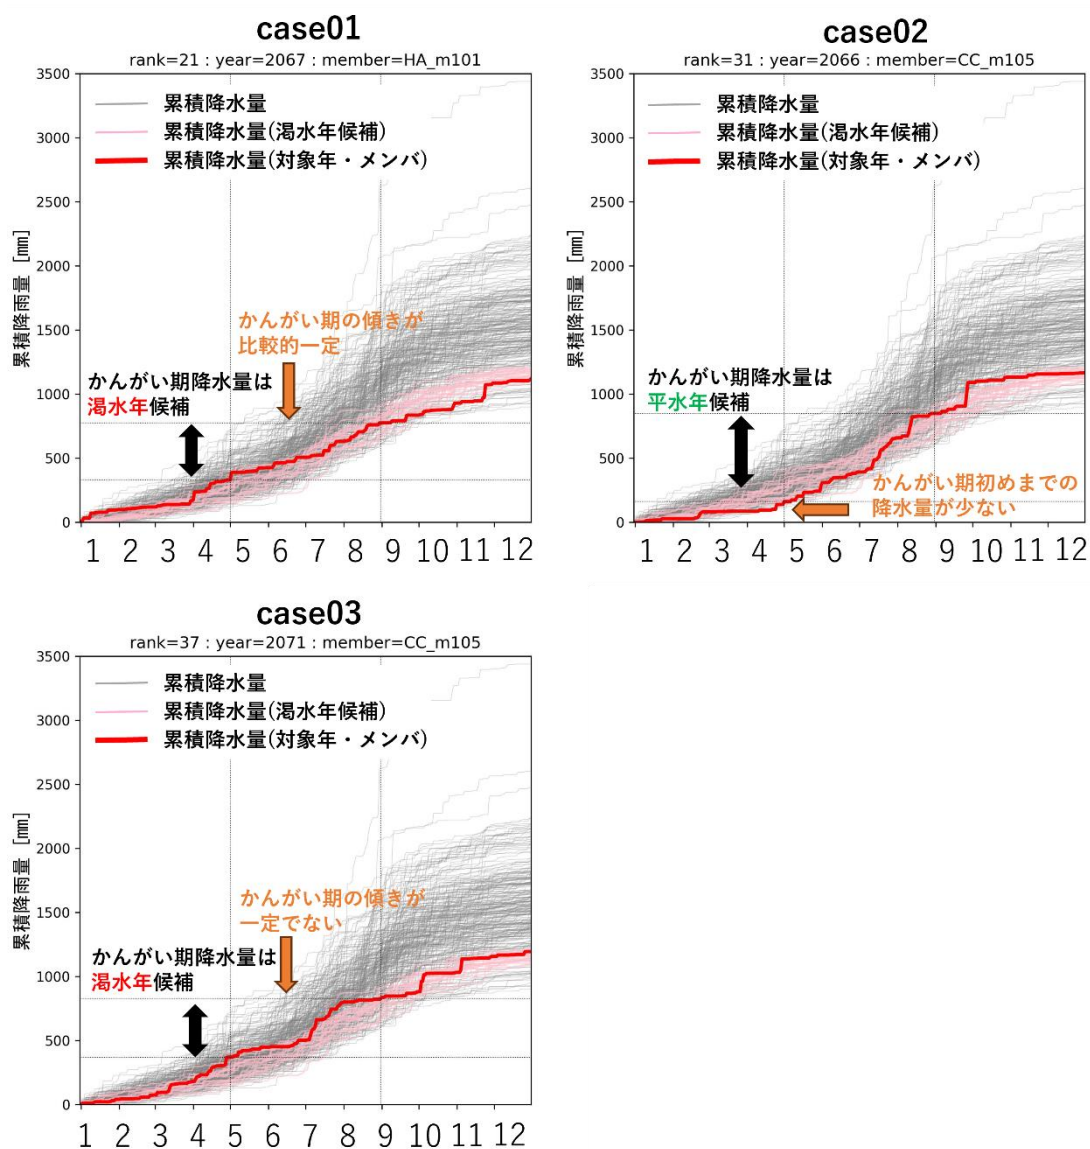 case01
rank=21 : year=2067 : member=HA_m101
3500
3000
2500
2000
1500
1000
500
0
累積降雨量 [㎜]
累積降水量
累積降水量(渇水年候補)
累積降水量(対象年・メンバ)
かんがい期の傾きが
比較的一定
かんがい期降水量は
渇水年候補
1 2 3 4 5 6 7 8 9 10 11 12
case02
rank=31 : year=2066 : member=CC_m105
3500
3000
2500
2000
1500
1000
500
0
累積降雨量 [㎜]
累積降水量
累積降水量(渇水年候補)
累積降水量(対象年・メンバ)
かんがい期降水量は
平水年候補
かんがい期初めまでの
降水量が少ない
1 2 3 4 5 6 7 8 9 10 11 12
case03
rank=37 : year=2071 : member=CC_m105
3500
3000
2500
2000
1500
1000
500
0
累積降雨量 [㎜]
累積降水量
累積降水量(渇水年候補)
累積降水量(対象年・メンバ)
かんがい期の傾きが
一定でない
かんがい期降水量は
渇水年候補
1 2 3 4 5 6 7 8 9 10 11 12